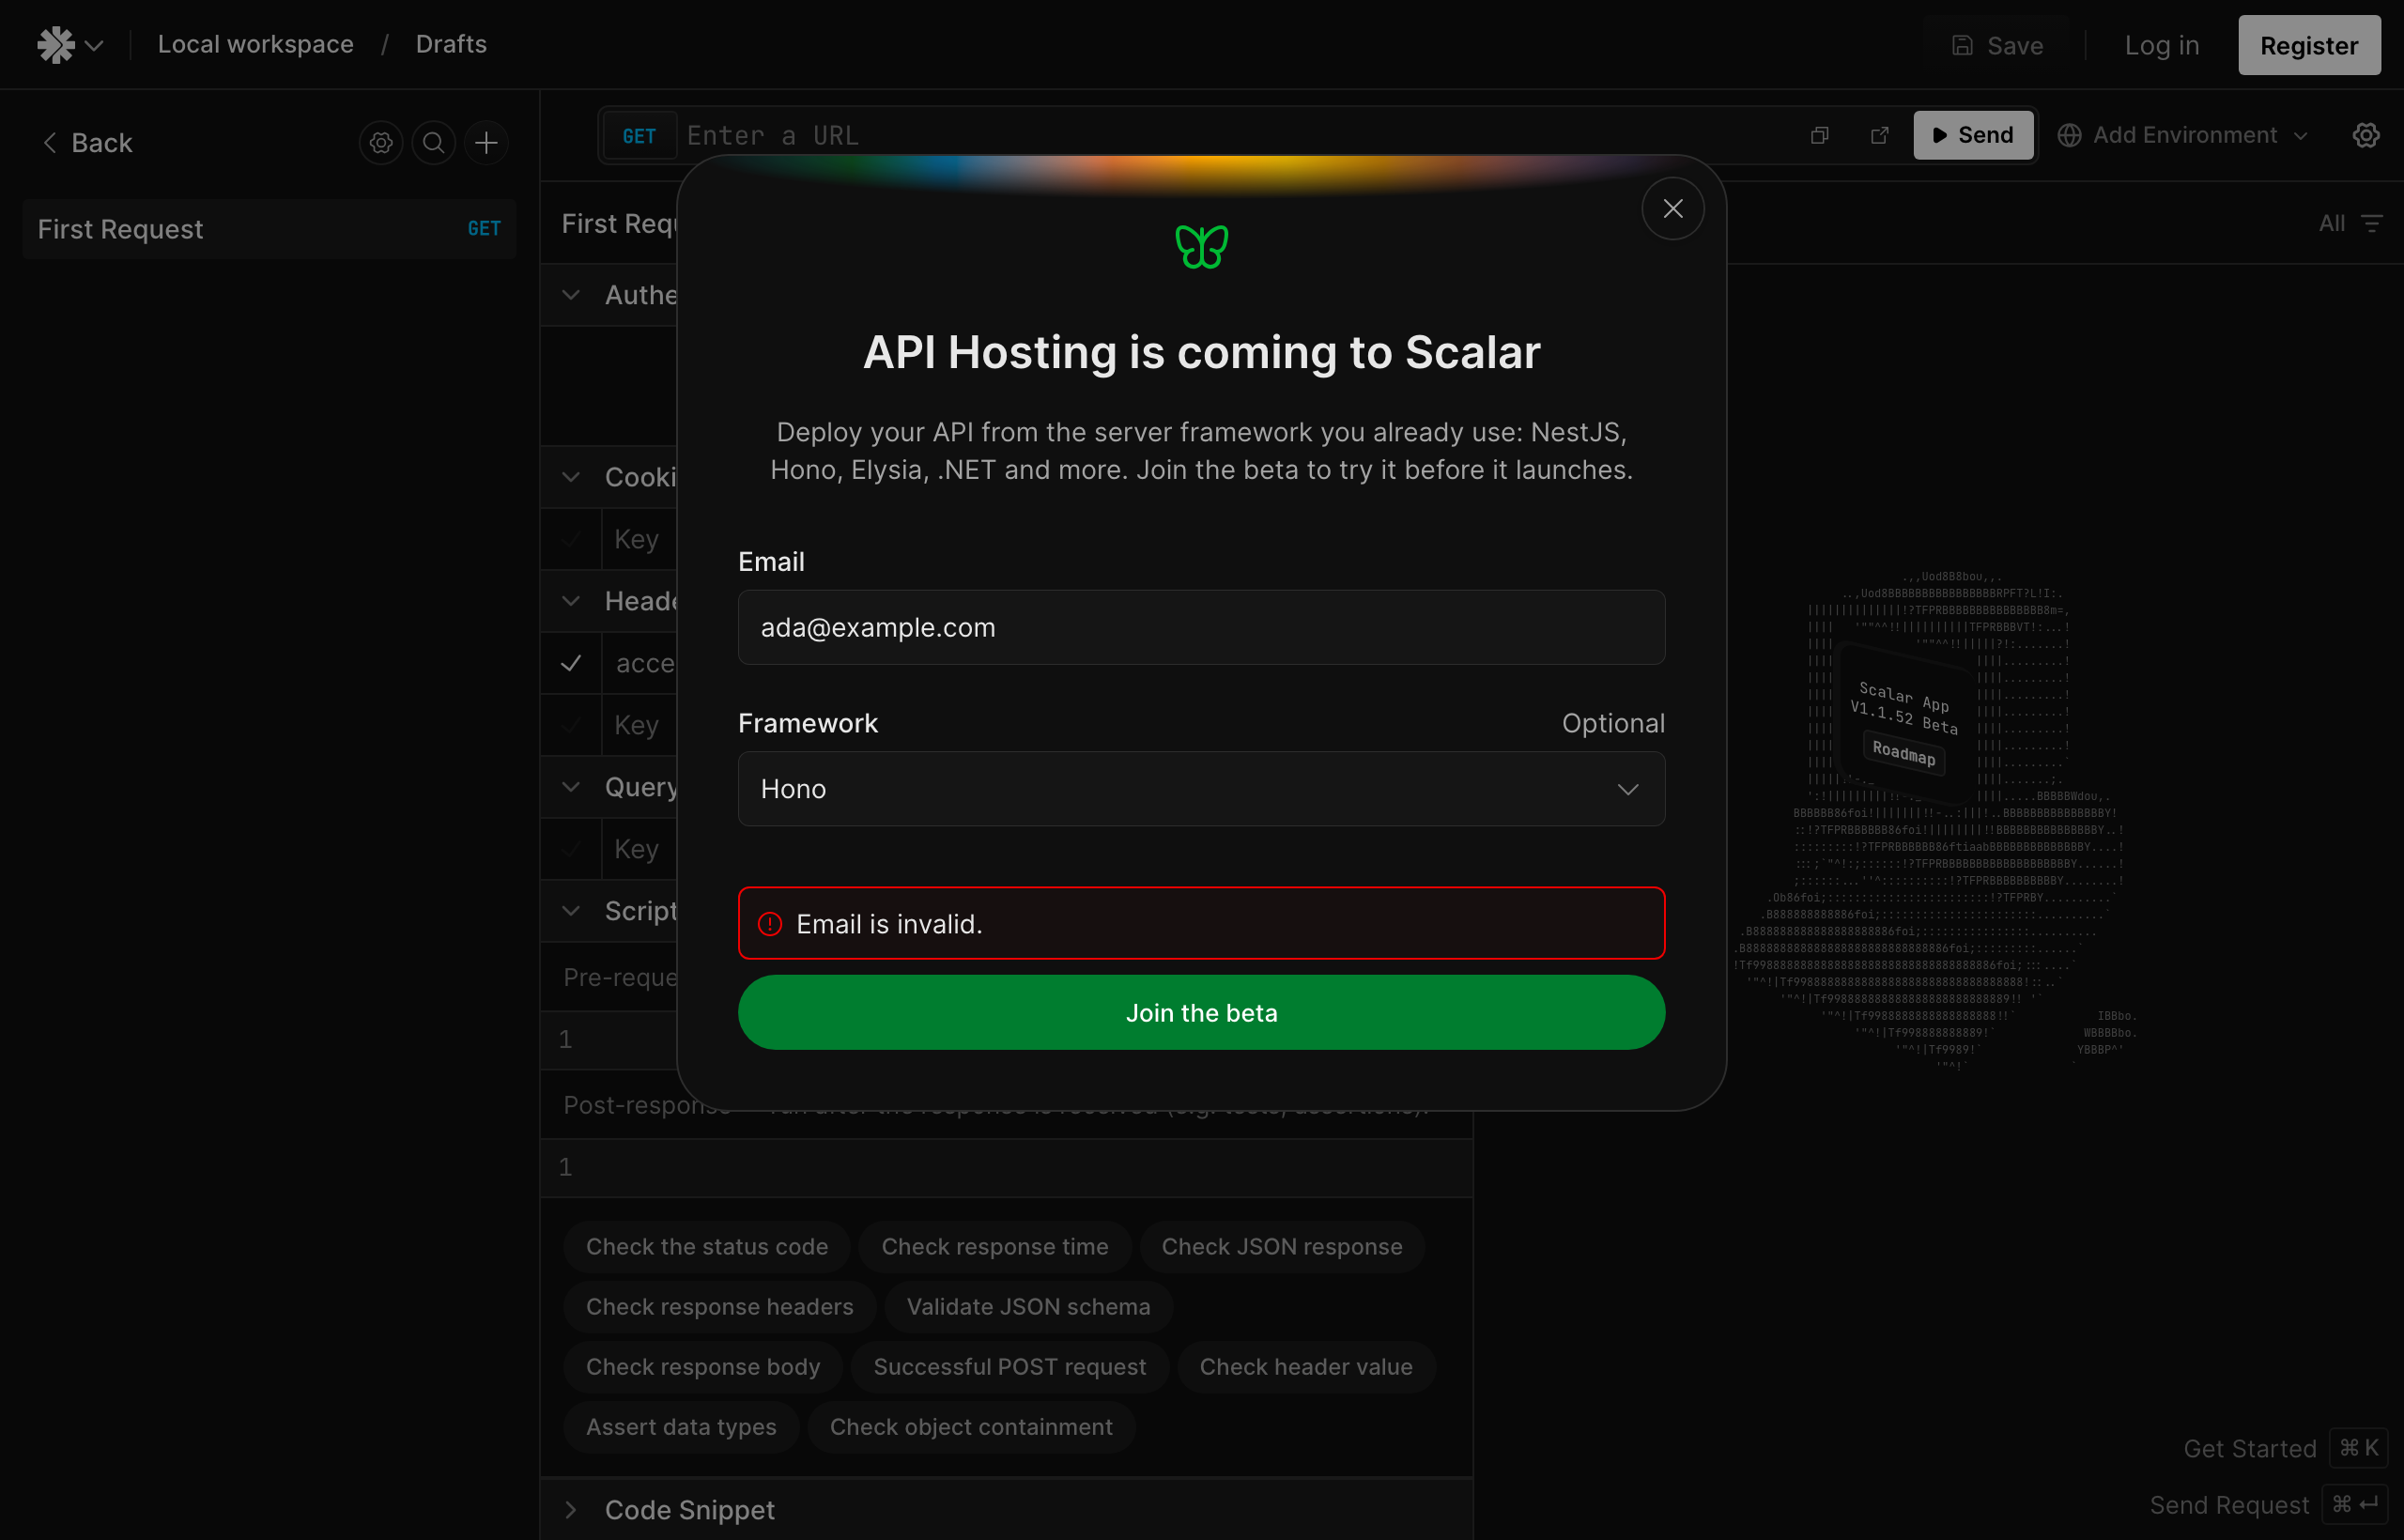 Local workspace / Drafts
Save
Log in
Register
Back
GET Enter a URL
Send
Add Environment
First Request GET
First Requ
All
Authe
Cooki
Key
Heade
acce
Key
Query
Key
Script
Pre-reque
1
Post-response
1
API Hosting is coming to Scalar
Deploy your API from the server framework you already use: NestJS,
Hono, Elysia, .NET and more. Join the beta to try it before it launches.
Email
ada@example.com
Framework Optional
Hono
Email is invalid.
Join the beta
Scalar App
V1.1.52 Beta
Roadmap
Check the status code
Check response time
Check JSON response
Check response headers
Validate JSON schema
Check response body
Successful POST request
Check header value
Assert data types
Check object containment
Code Snippet
Get Started ⌘ K
Send Request ⌘ ↵